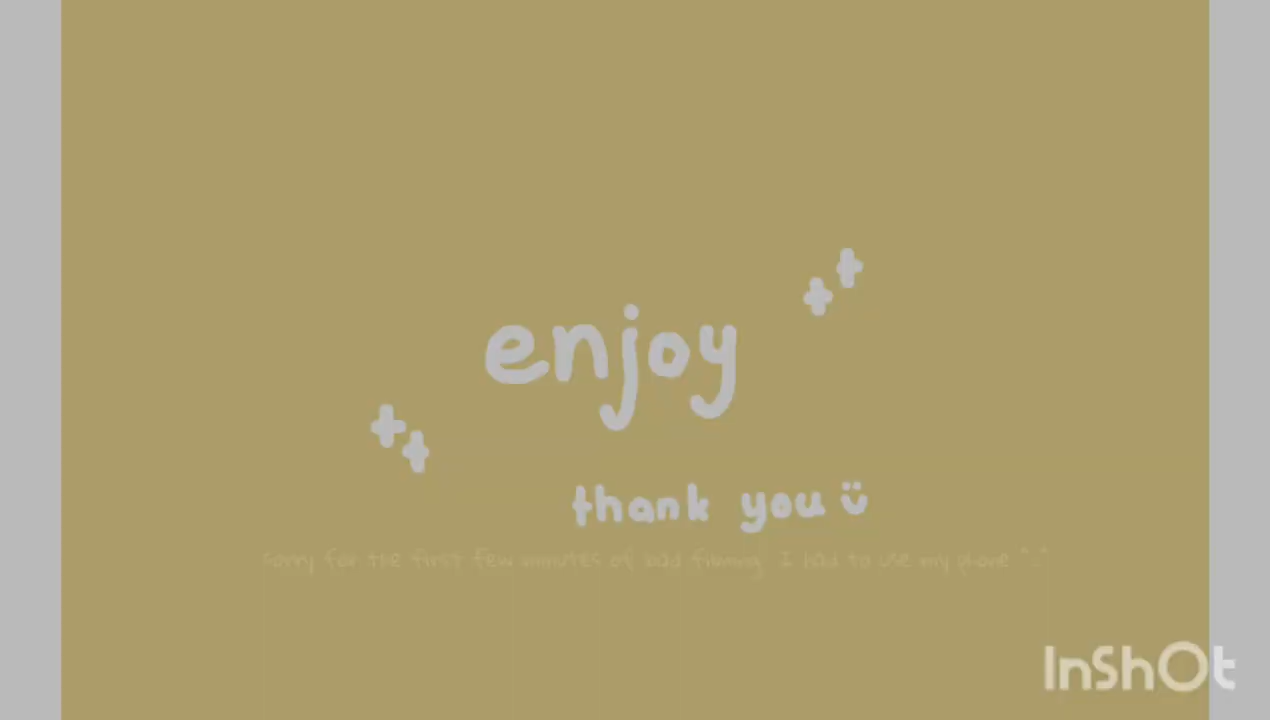 enjoy
thank you
sorry for the first few minutes of bad filming I had to use my phone ^-^
InShOt